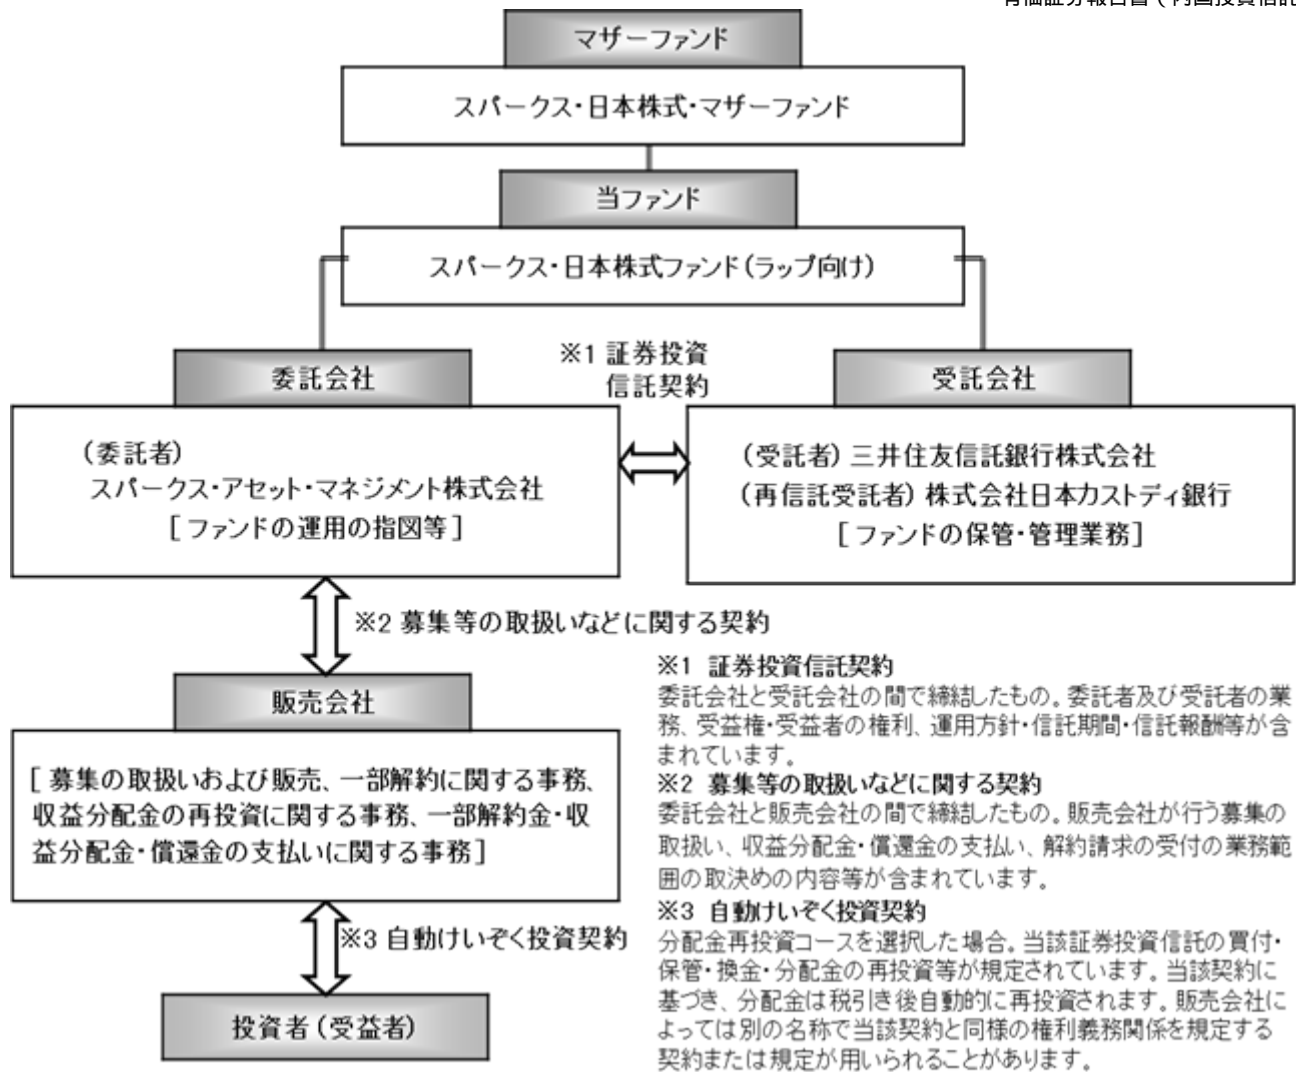 マザーファンド
スパークス・日本株式・マザーファンド
当ファンド
スパークス・日本株式ファンド(ラップ向け)
※1 証券投資
信託契約
委託会社
(委託者)
スパークス・アセット・マネジメント株式会社
[ファンドの運用の指図等]
受託会社
(受託者) 三井住友信託銀行株式会社
(再信託受託者) 株式会社日本カストディ銀行
[ファンドの保管・管理業務]
※2 募集等の取扱いなどに関する契約
販売会社
[ 募集の取扱いおよび販売、一部解約に関する事務、
収益分配金の再投資に関する事務、一部解約金・収
益分配金・償還金の支払いに関する事務]
※3 自動けいぞく投資契約
投資者(受益者)
※1 証券投資信託契約
委託会社と受託会社の間で締結したもの。委託者及び受託者の業
務、受益権・受益者の権利、運用方針・信託期間・信託報酬等が含
まれています。
※2 募集等の取扱いなどに関する契約
委託会社と販売会社の間で締結したもの。販売会社が行う募集の
取扱い、収益分配金・償還金の支払い、解約請求の受付の業務範
囲の取決めの内容等が含まれています。
※3 自動けいぞく投資契約
分配金再投資コースを選択した場合。当該証券投資信託の買付・
保管・換金・分配金の再投資等が規定されています。当該契約に
基づき、分配金は税引き後自動的に再投資されます。販売会社に
よっては別の名称で当該契約と同様の権利義務関係を規定する
契約または規定が用いられることがあります。